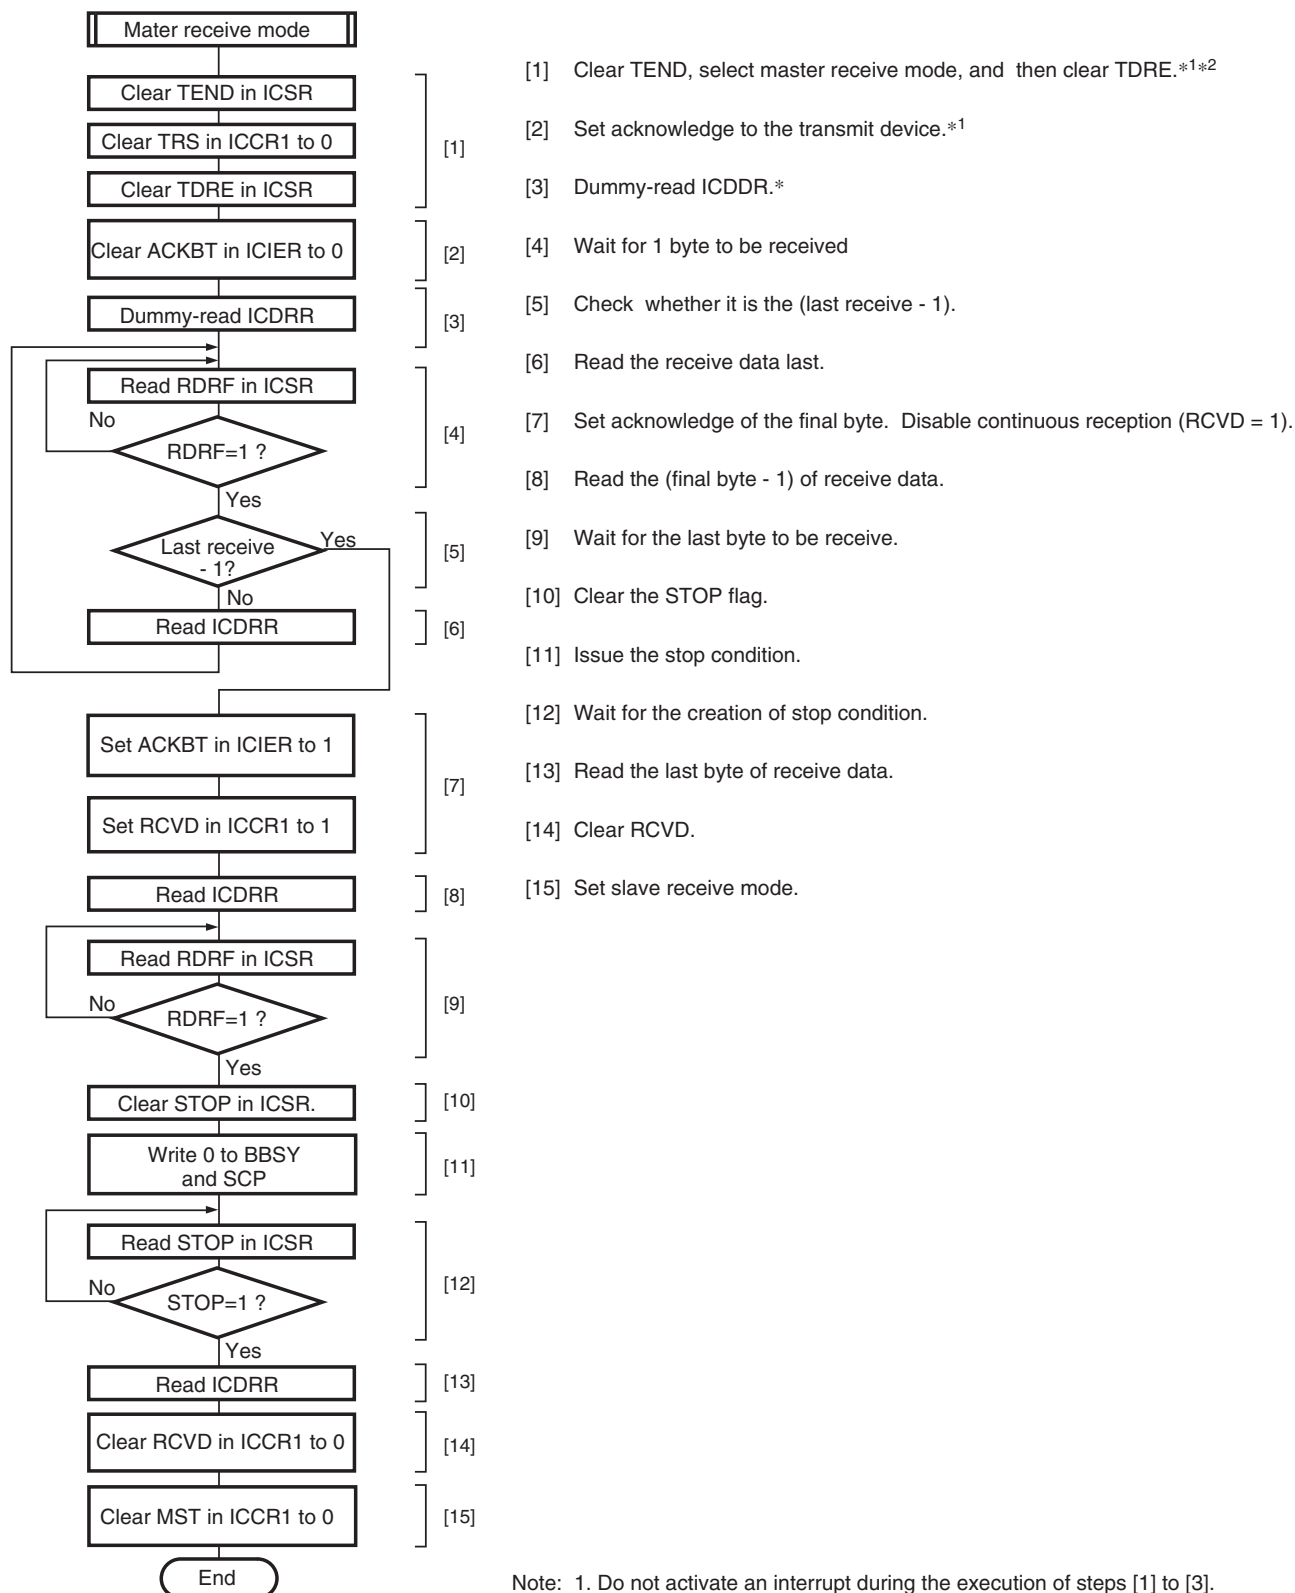 Mater receive mode
Clear TEND in ICSR
Clear TRS in ICCR1 to 0
Clear TDRE in ICSR
[1]
Clear ACKBT in ICIER to 0
[2]
Dummy-read ICDRR
[3]
Read RDRF in ICSR
No
RDRF=1 ?
[4]
Yes
Last receive
- 1?
Yes
[5]
No
Read ICDRR
[6]
Set ACKBT in ICIER to 1
Set RCVD in ICCR1 to 1
[7]
Read ICDRR
[8]
Read RDRF in ICSR
No
RDRF=1 ?
[9]
Yes
Clear STOP in ICSR.
[10]
Write 0 to BBSY
and SCP
[11]
Read STOP in ICSR
No
STOP=1 ?
[12]
Yes
Read ICDRR
[13]
Clear RCVD in ICCR1 to 0
[14]
Clear MST in ICCR1 to 0
[15]
End
[1] Clear TEND, select master receive mode, and then clear TDRE.*1*2
[2] Set acknowledge to the transmit device.*1
[3] Dummy-read ICDDR.*
[4] Wait for 1 byte to be received
[5] Check whether it is the (last receive - 1).
[6] Read the receive data last.
[7] Set acknowledge of the final byte. Disable continuous reception (RCVD = 1).
[8] Read the (final byte - 1) of receive data.
[9] Wait for the last byte to be receive.
[10] Clear the STOP flag.
[11] Issue the stop condition.
[12] Wait for the creation of stop condition.
[13] Read the last byte of receive data.
[14] Clear RCVD.
[15] Set slave receive mode.
Note: 1. Do not activate an interrupt during the execution of steps [1] to [3].